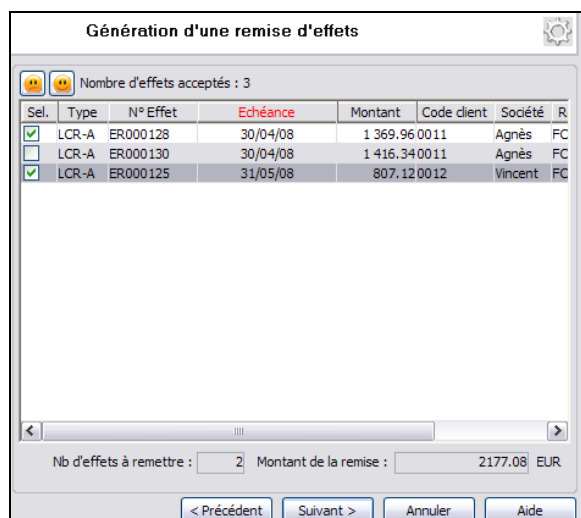 Génération d'une remise d'effets
Nombre d'effets acceptés : 3
Sel. Type N° Effet Echéance Montant Code client Société R
LCR-A ER000128 30/04/08 1 369.96 0011 Agnès FC
LCR-A ER000130 30/04/08 1 416.34 0011 Agnès FC
LCR-A ER000125 31/05/08 807.12 0012 Vincent FC
Nb d'effets à remettre : 2 Montant de la remise : 2177.08 EUR
< Précédent Suivant > Annuler Aide